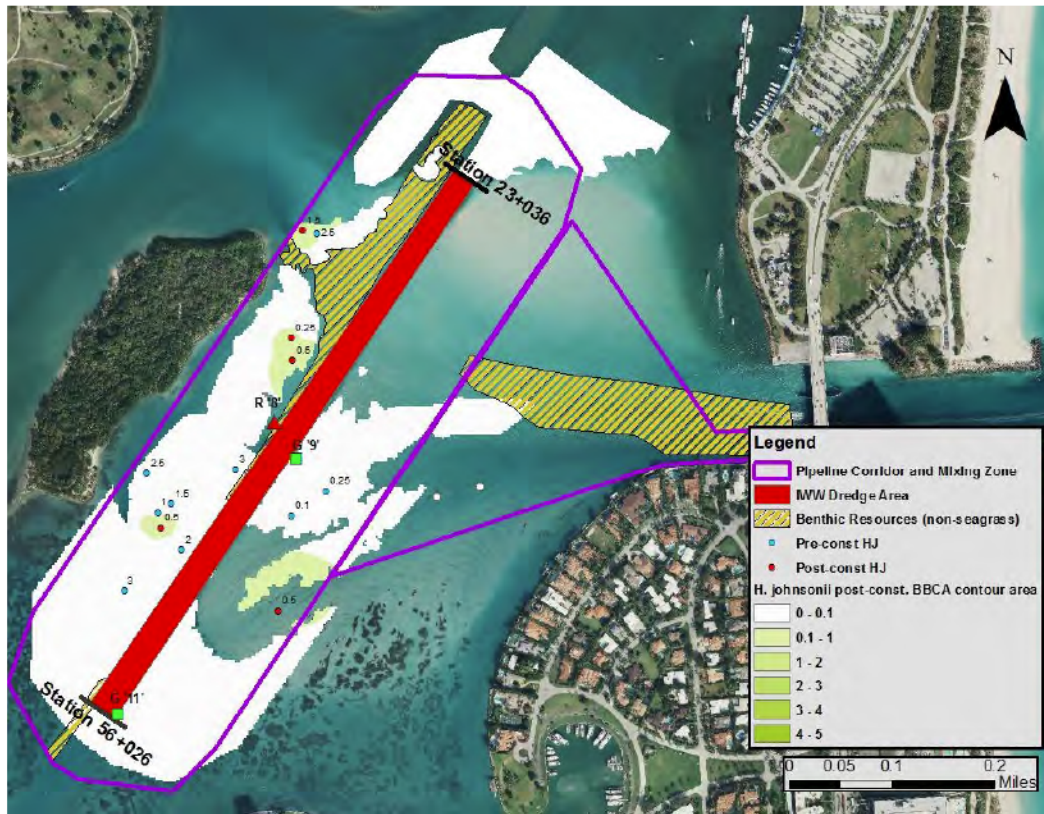 N
Station 23+036
1.5
2.5
0.25
0.5
R "8"
G '9'
3
2.5
1.5
1
0.5
0.25
0.1
2
3
0.5
G '11'
Station 56+026
Legend
Pipeline Corridor and Mixing Zone
IWW Dredge Area
Benthic Resources (non-seagrass)
Pre-const HJ
Post-const HJ
H. johnsonii post-const. BBCA contour area
0 - 0.1
0.1 - 1
1 - 2
2 - 3
3 - 4
4 - 5
0 0.05 0.1 0.2
Miles